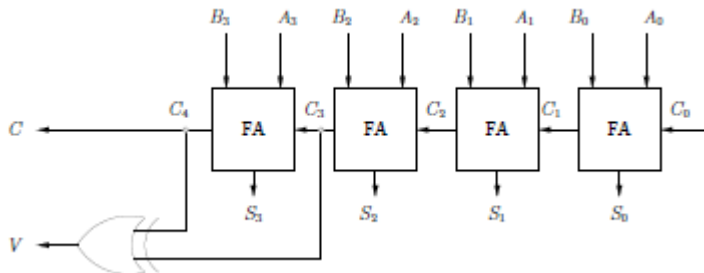 B₃ A₃ B₂ A₂ B₁ A₁ B₀ A₀
C C₄ FA C₃ FA C₂ FA C₁ FA C₀
S₃ S₂ S₁ S₀
V